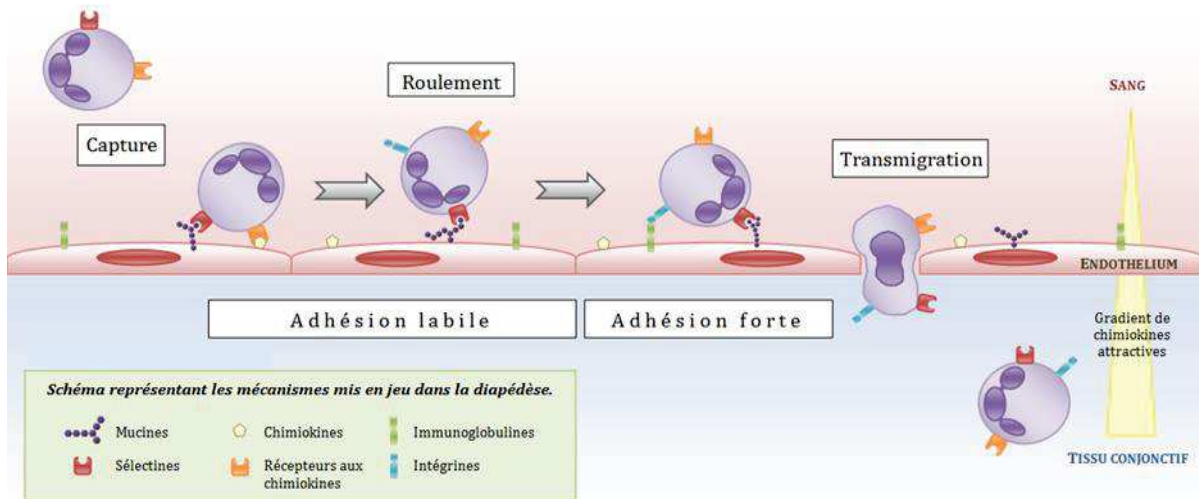 Roulement
SANG
Capture
Transmigration
ENDOTHELIUM
Adhésion labile
Adhésion forte
Gradient de
chimiokines
attractives
Schéma représentant les mécanismes mis en jeu dans la diapédèse.
Mucines
Chimiokines
Immunoglobulines
Sélectines
Récepteurs aux
chimiokines
Intégrines
TISSU CONJONCTIF